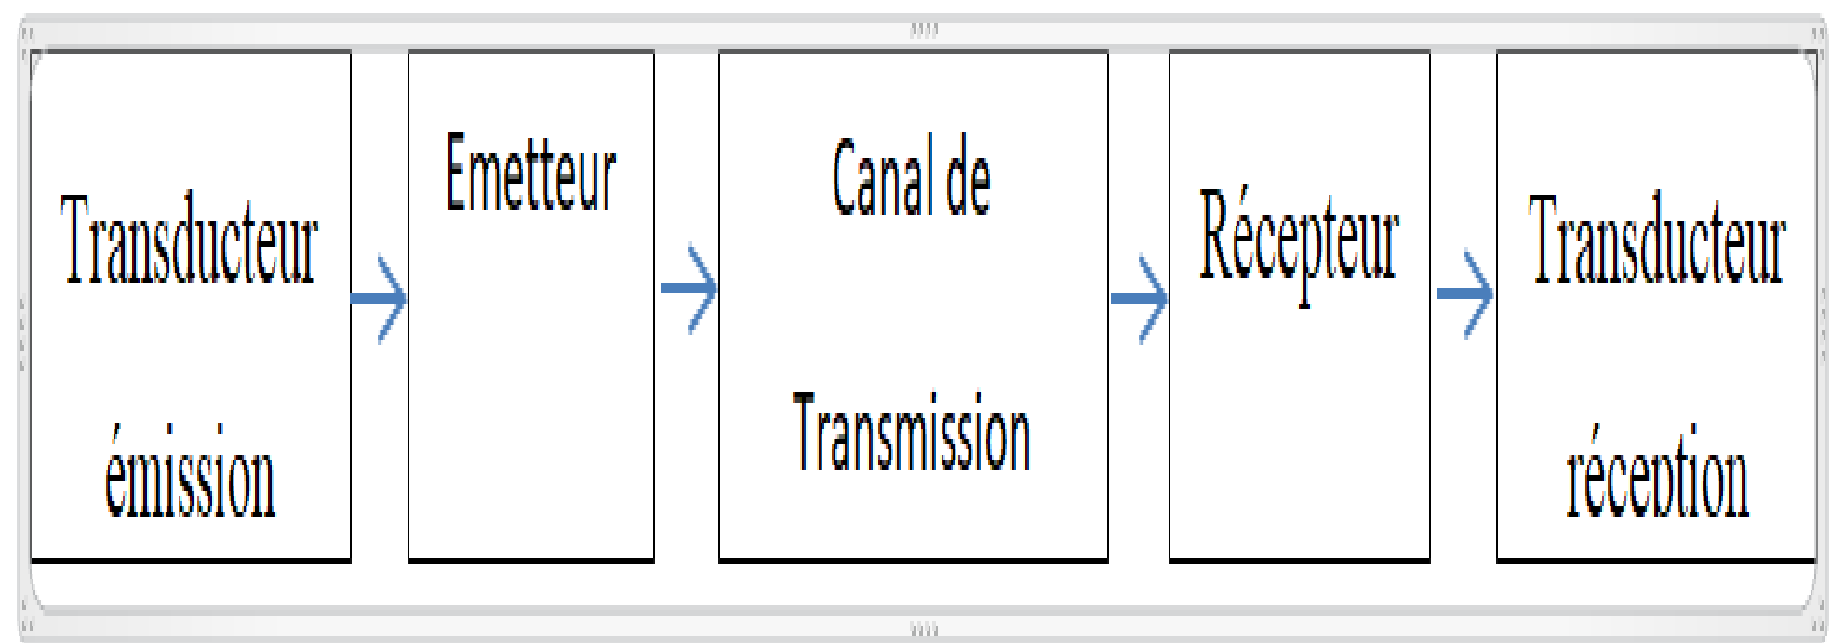 Transducteur
émission
Emetteur
Canal de
Transmission
Récepteur
Transducteur
réception